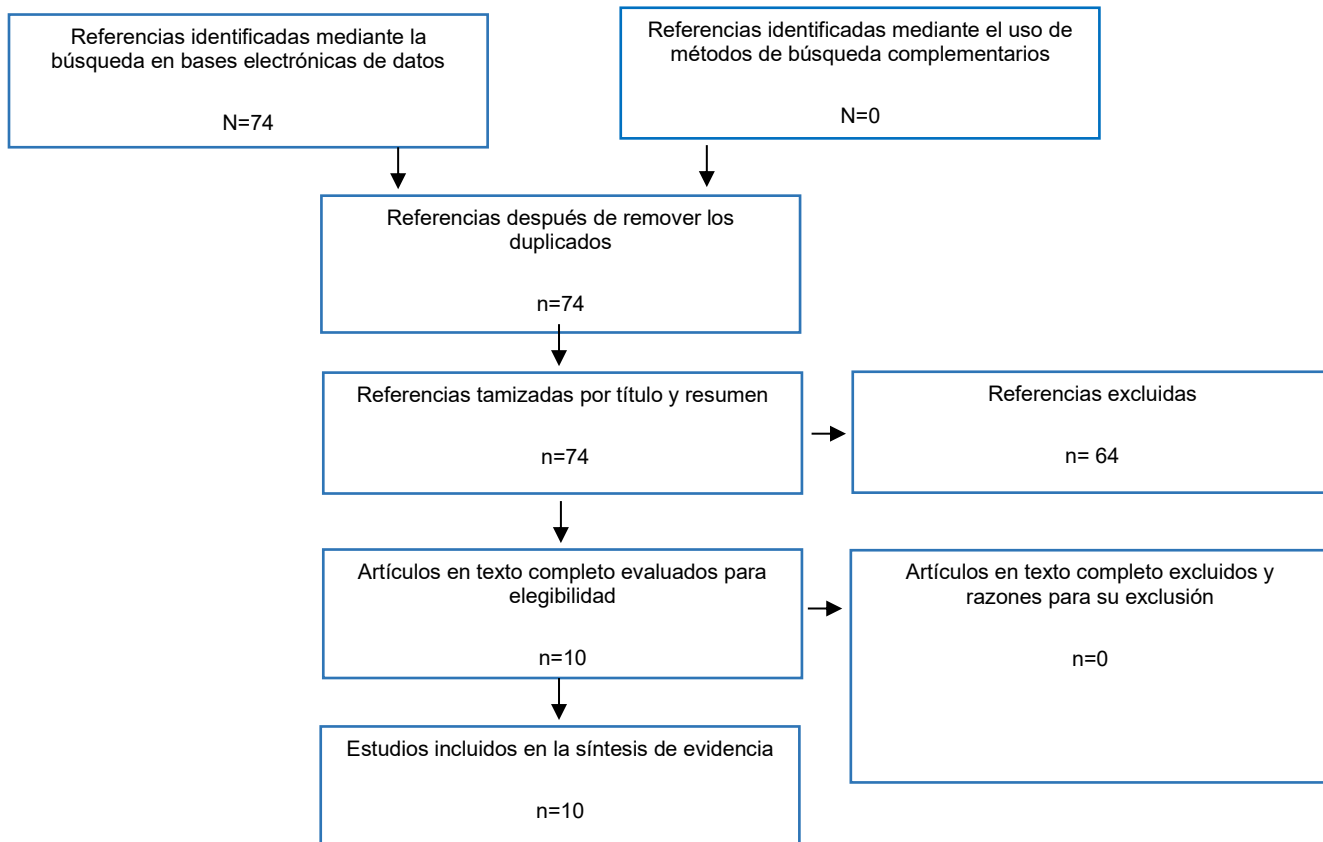 Referencias identificadas mediante la
búsqueda en bases electrónicas de datos
N=74
Referencias identificadas mediante el uso de
métodos de búsqueda complementarios
N=0
Referencias después de remover los
duplicados
n=74
Referencias tamizadas por título y resumen
n=74
Referencias excluidas
n= 64
Artículos en texto completo evaluados para
elegibilidad
n=10
Artículos en texto completo excluidos y
razones para su exclusión
n=0
Estudios incluidos en la síntesis de evidencia
n=10